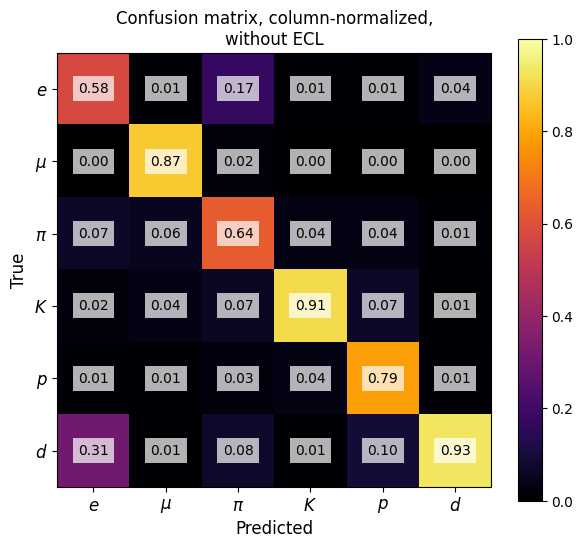 Confusion matrix, column-normalized,
without ECL
True
e 0.58 0.01 0.17 0.01 0.01 0.04
μ 0.00 0.87 0.02 0.00 0.00 0.00
π 0.07 0.06 0.64 0.04 0.04 0.01
K 0.02 0.04 0.07 0.91 0.07 0.01
p 0.01 0.01 0.03 0.04 0.79 0.01
d 0.31 0.01 0.08 0.01 0.10 0.93
e μ π K p d
Predicted
1.0
0.8
0.6
0.4
0.2
0.0